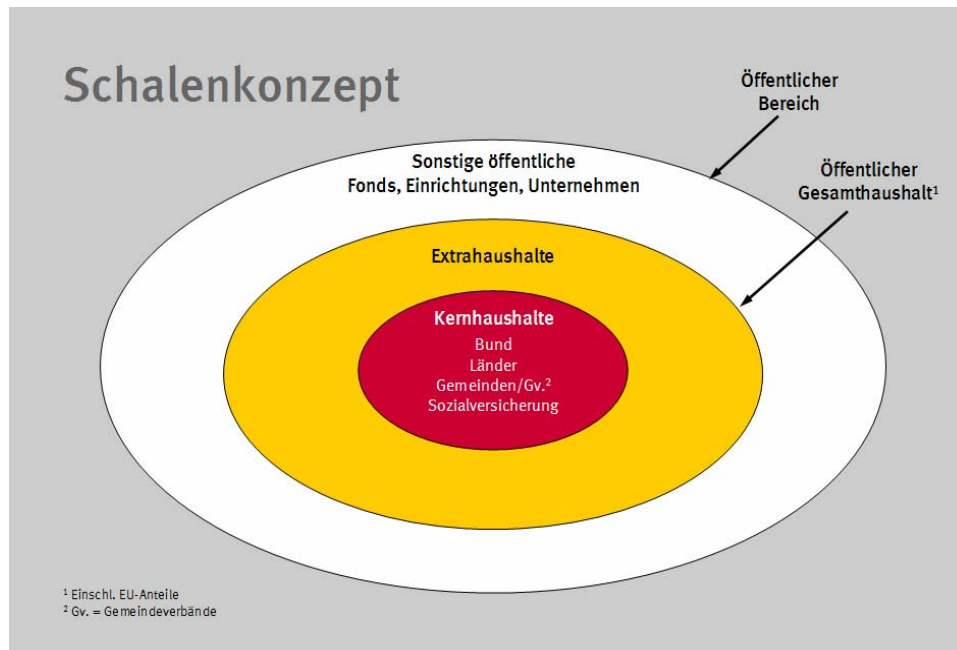 Schalenkonzept
Öffentlicher
Bereich
Öffentlicher
Gesamthaushalt¹
Sonstige öffentliche
Fonds, Einrichtungen, Unternehmen
Extrahaushalte
Kernhaushalte
Bund
Länder
Gemeinden/Gv.²
Sozialversicherung
¹ Einschl. EU-Anteile
² Gv. = Gemeindeverbände